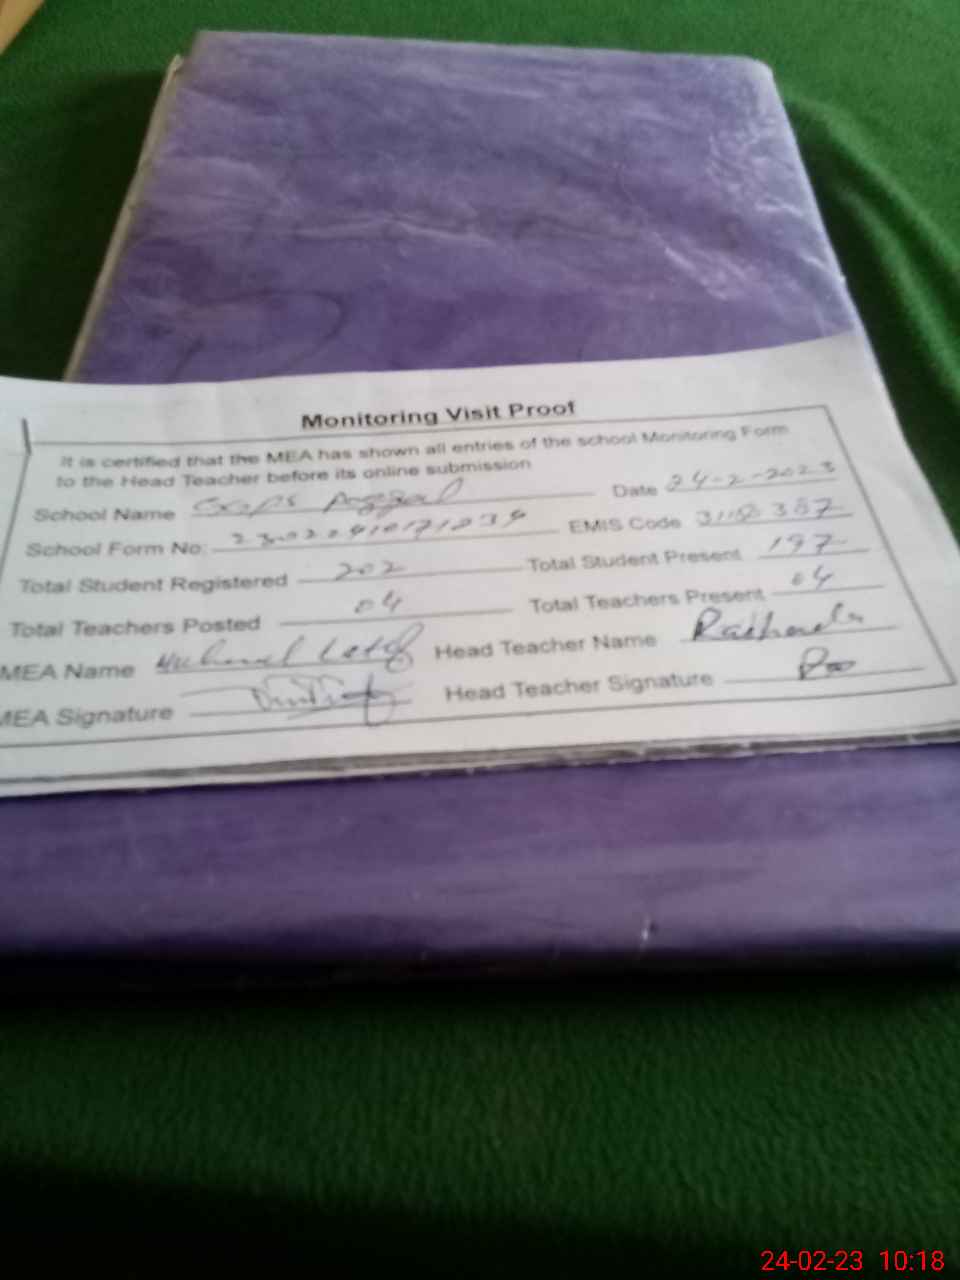 Monitoring Visit Proof
It is certified that the MEA has shown all entries of the school Monitoring Form
to the Head Teacher before its online submission
School Name Date 24-2-2023
School Form No: EMIS Code
Total Student Registered 202 Total Student Present 197
Total Teachers Posted 04 Total Teachers Present 04
MEA Name Head Teacher Name
MEA Signature Head Teacher Signature
24-02-23 10:18